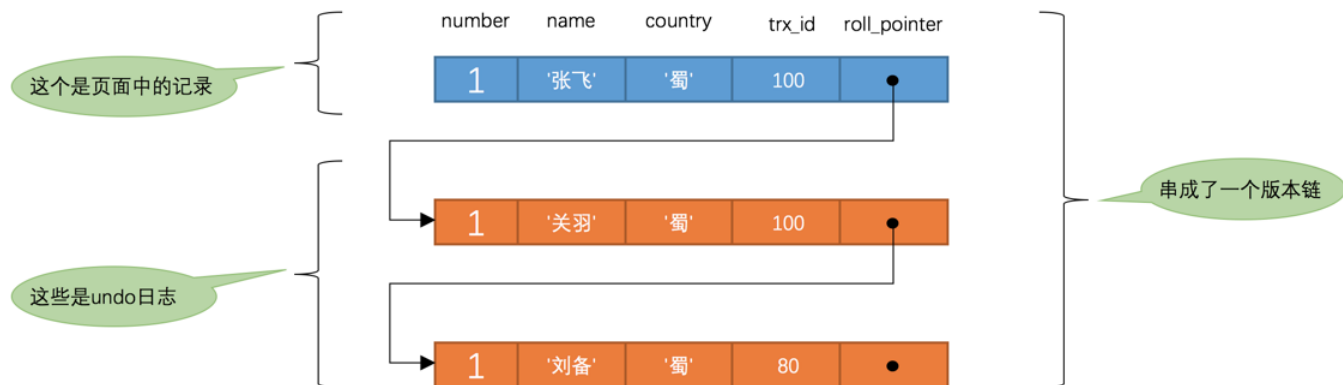 number name country trx_id roll_pointer
这个是页面中的记录
1 '张飞' '蜀' 100
1 '关羽' '蜀' 100
串成了一个版本链
这些是undo日志
1 '刘备' '蜀' 80